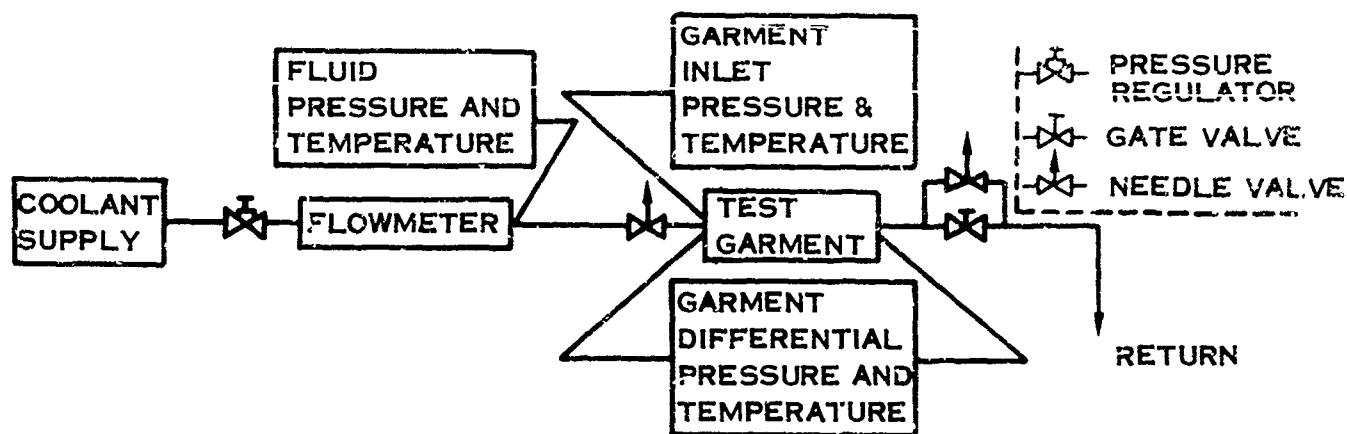 FLUID
PRESSURE AND
TEMPERATURE
GARMENT
INLET
PRESSURE &
TEMPERATURE
PRESSURE
REGULATOR
GATE VALVE
NEEDLE VALVE
COOLANT
SUPPLY
FLOWMETER
TEST
GARMENT
GARMENT
DIFFERENTIAL
PRESSURE AND
TEMPERATURE
RETURN